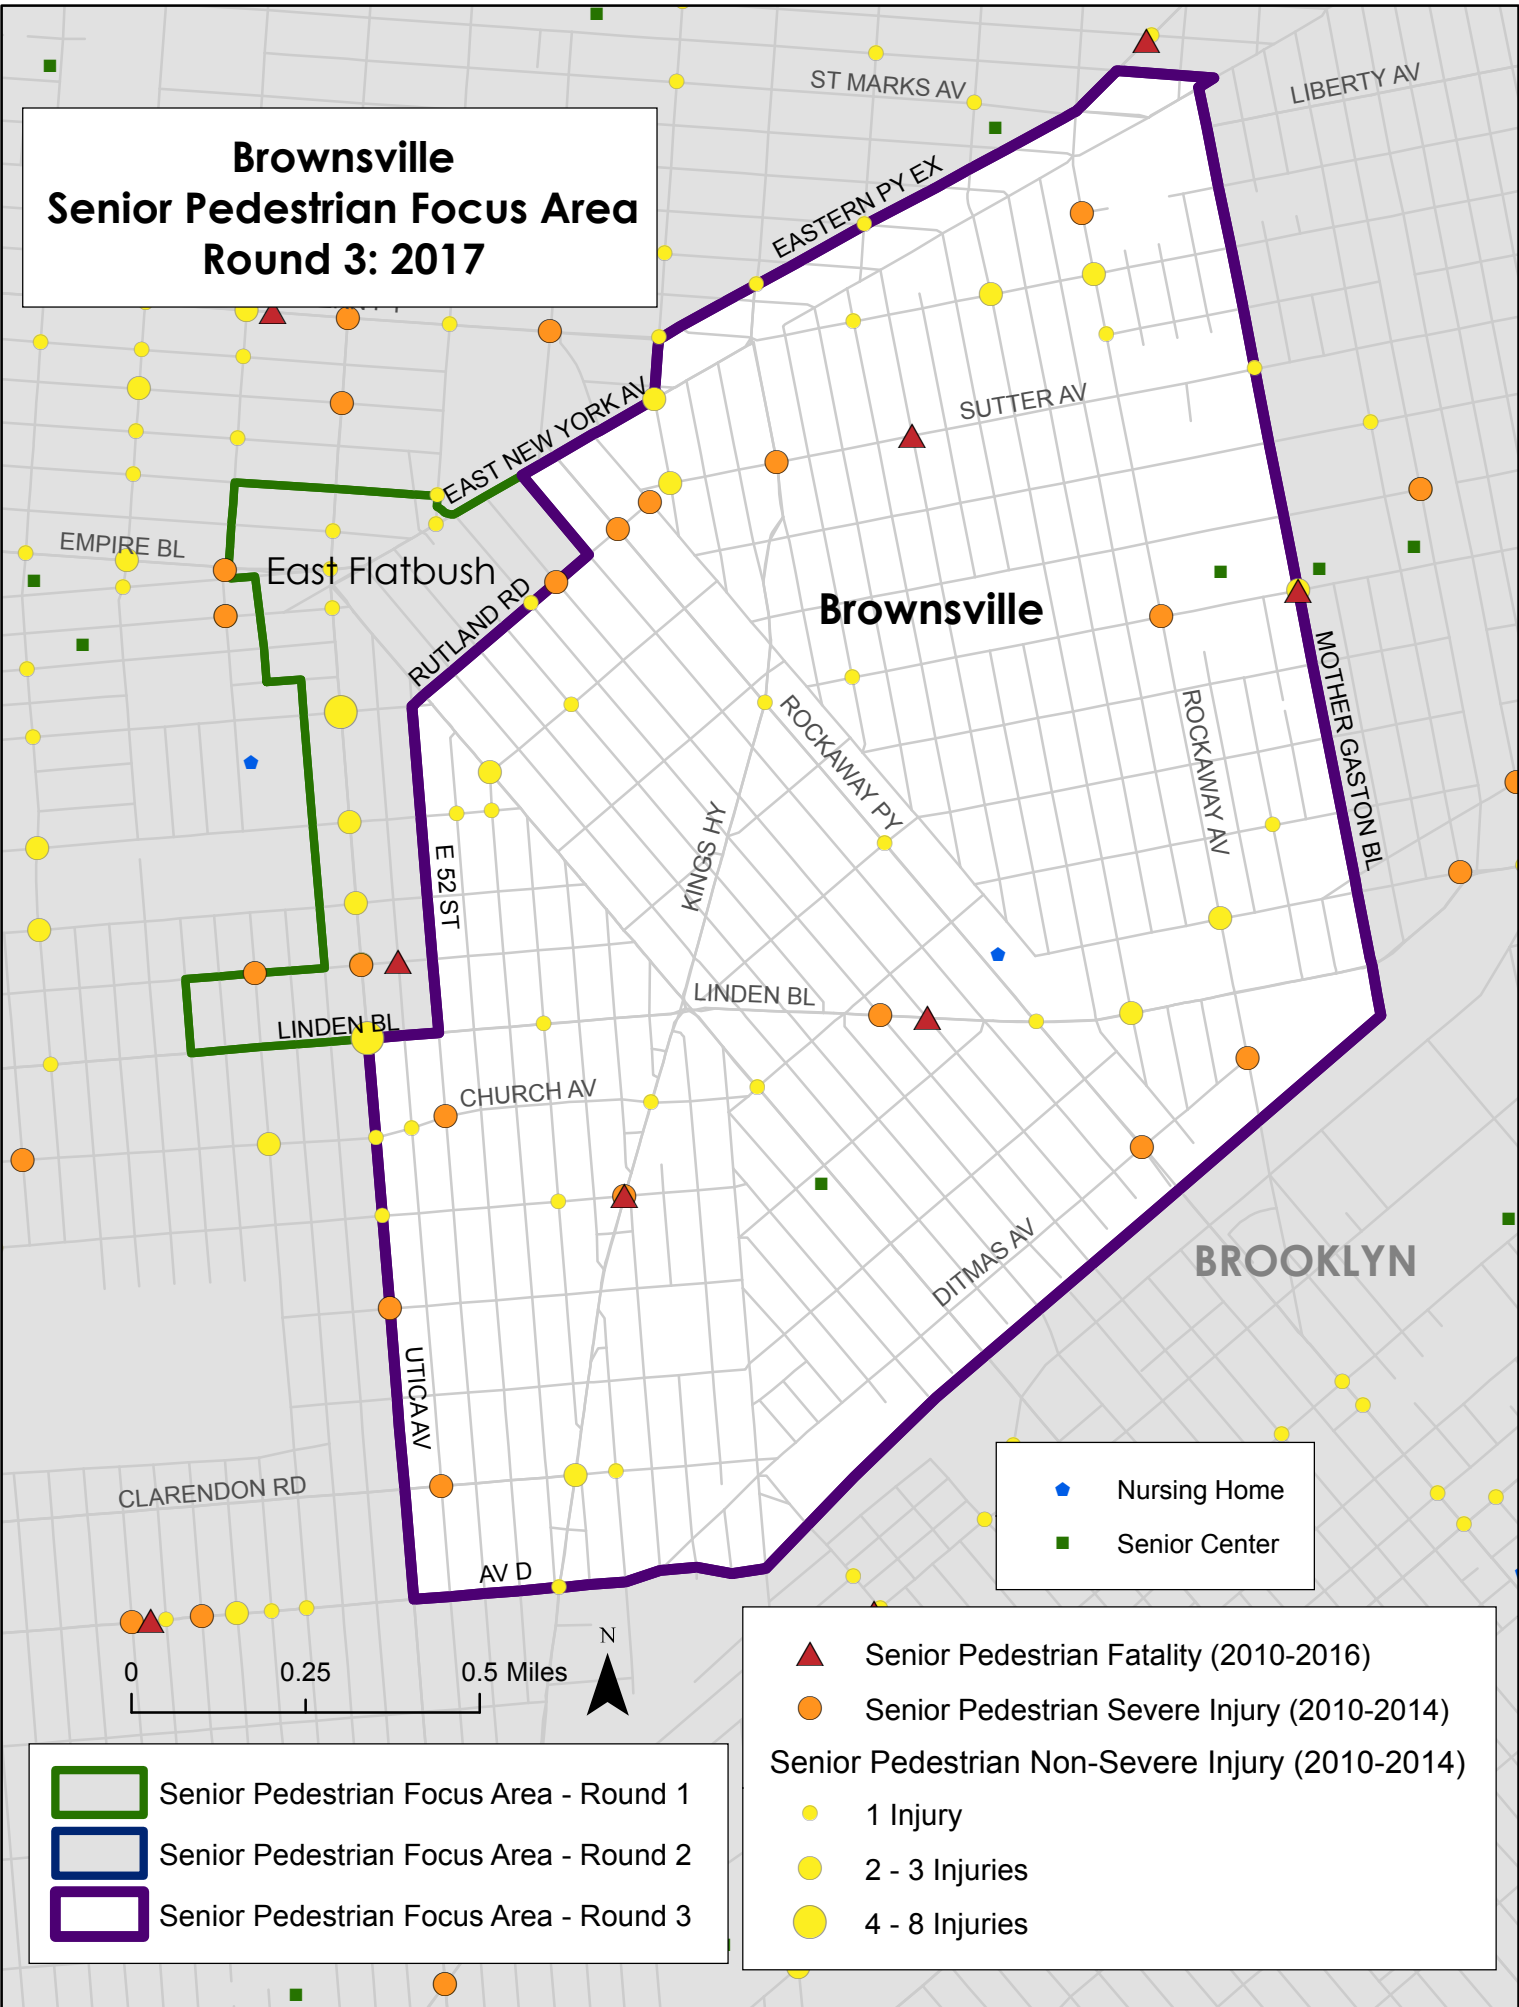 ST MARKS AV
LIBERTY AV
Brownsville
Senior Pedestrian Focus Area
Round 3: 2017
EASTERN PY EX
EAST NEW YORK AV
SUTTER AV
EMPIRE BL
East Flatbush
RUTLAND RD
Brownsville
MOTHER GASTON BL
ROCKAWAY PY
ROCKAWAY AV
KINGS HY
E 52 ST
LINDEN BL
LINDEN BL
CHURCH AV
DITMAS AV
BROOKLYN
UTICA AV
CLARENDON RD
AV D
Nursing Home
Senior Center
0
0.25
0.5 Miles
N
Senior Pedestrian Fatality (2010-2016)
Senior Pedestrian Severe Injury (2010-2014)
Senior Pedestrian Non-Severe Injury (2010-2014)
1 Injury
2 - 3 Injuries
4 - 8 Injuries
Senior Pedestrian Focus Area - Round 1
Senior Pedestrian Focus Area - Round 2
Senior Pedestrian Focus Area - Round 3